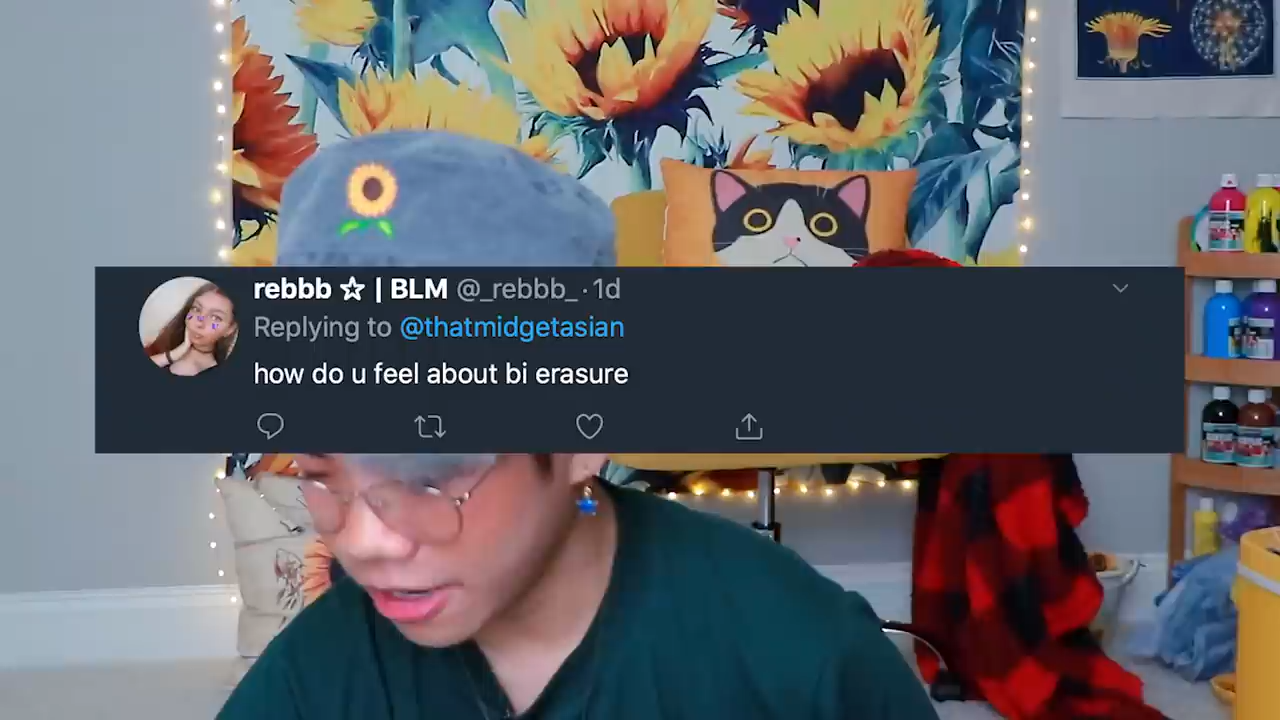 rebbb ☆ | BLM @_rebbb_ · 1d
Replying to @thatmidgetasian
how do u feel about bi erasure